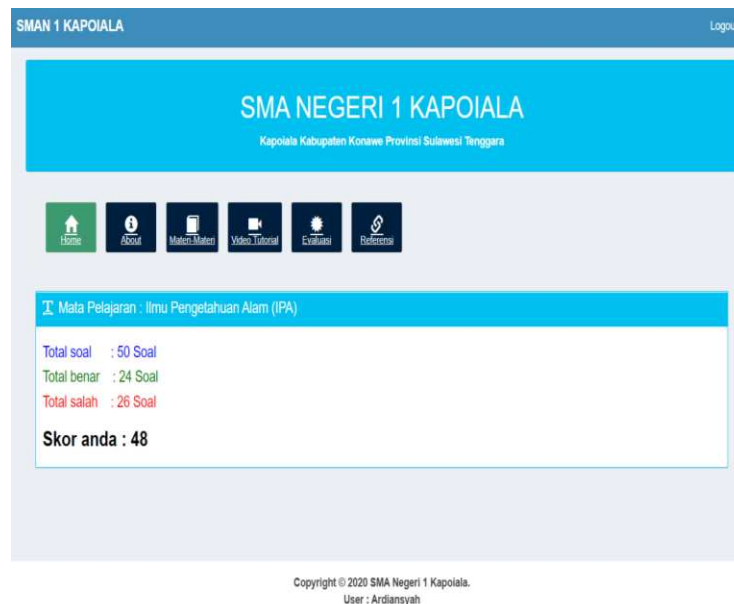 SMAN 1 KAPOIALA
Logou
SMA NEGERI 1 KAPOIALA
Kapoiala Kabupaten Konawe Provinsi Sulawesi Tenggara
Home
About
Materi-Materi
Video Tutorial
Evaluasi
Referensi
Mata Pelajaran : Ilmu Pengetahuan Alam (IPA)
Total soal : 50 Soal
Total benar : 24 Soal
Total salah : 26 Soal
Skor anda : 48
Copyright © 2020 SMA Negeri 1 Kapoiala.
User : Ardiansyah